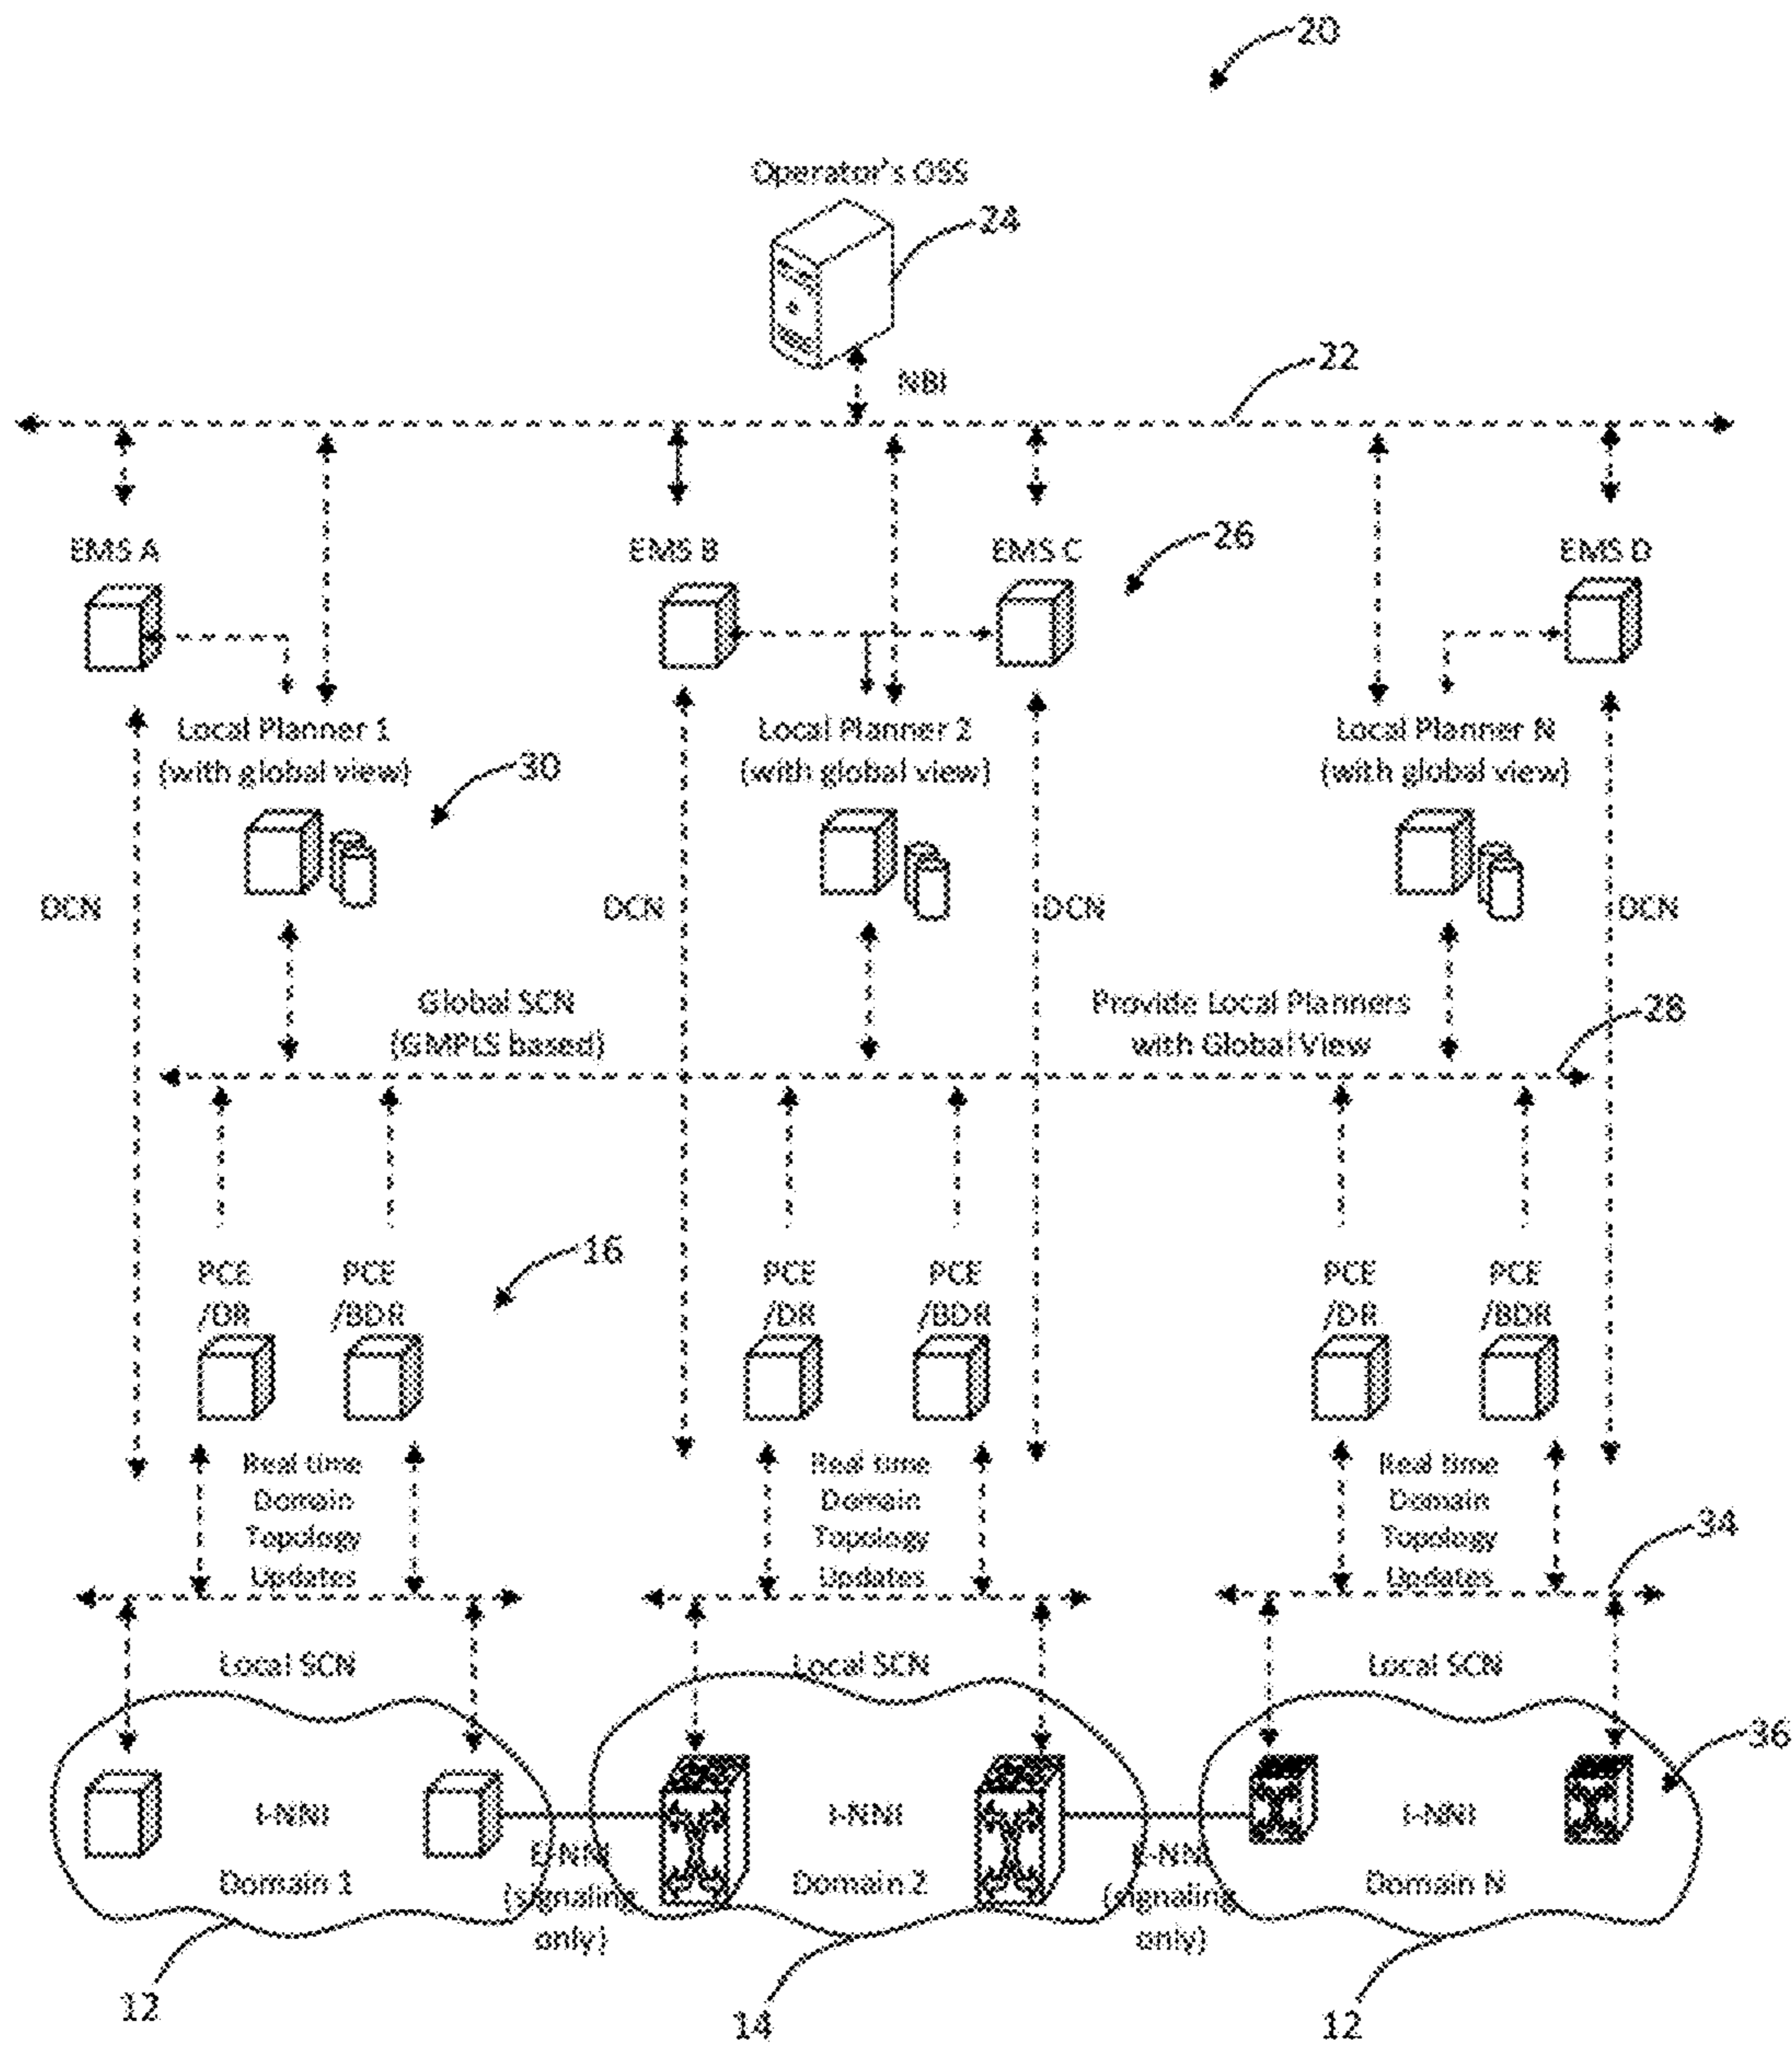 20
Operator's OSS
24
NBI
22
EMS A
EMS B
EMS C
26
EMS D
Local Planner 1
(with global view)
30
Local Planner 2
(with global view)
Local Planner N
(with global view)
DCN
DCN
DCN
DCN
Global SCN
(GMPLS based)
Provide Local Planners
with Global View
28
16
PCE
/DR
PCE
/BDR
PCE
/DR
PCE
/BDR
PCE
/DR
PCE
/BDR
Real time
Domain
Topology
Updates
Real time
Domain
Topology
Updates
Real time
Domain
Topology
Updates
34
Local SCN
Local SCN
Local SCN
36
I-NNI
Domain 1
E-NNI
(signaling
only)
I-NNI
Domain 2
E-NNI
(signaling
only)
I-NNI
Domain N
12
14
12